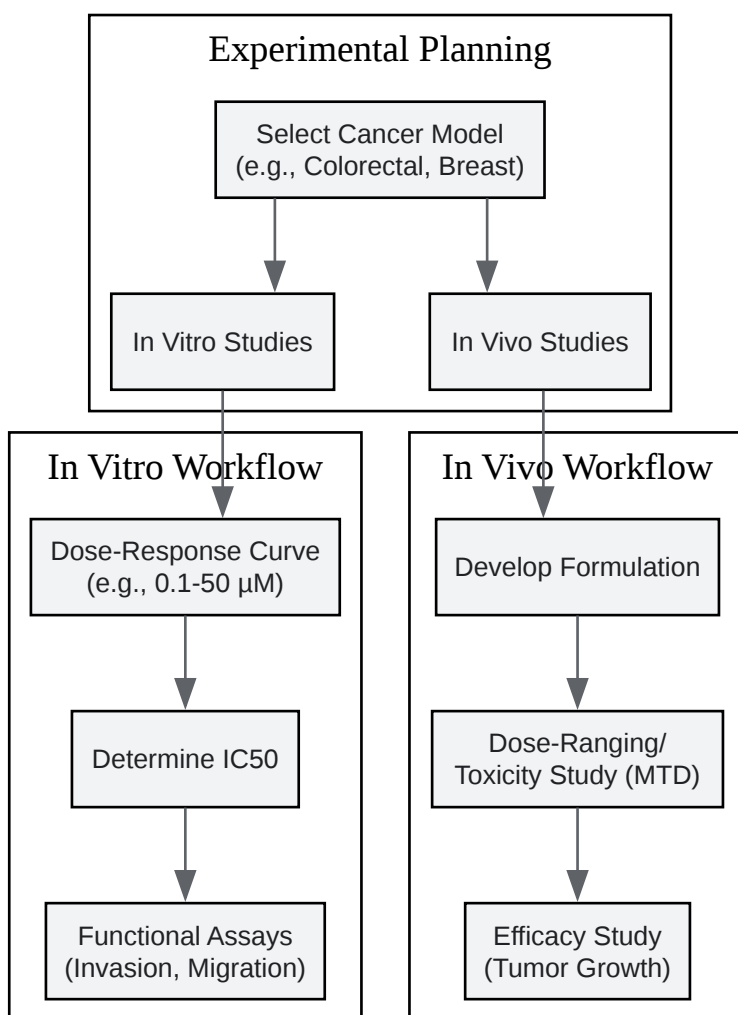 Experimental Planning
Select Cancer Model
(e.g., Colorectal, Breast)
In Vitro Studies
In Vivo Studies
In Vitro Workflow
Dose-Response Curve
(e.g., 0.1-50 µM)
Determine IC50
Functional Assays
(Invasion, Migration)
In Vivo Workflow
Develop Formulation
Dose-Ranging/
Toxicity Study (MTD)
Efficacy Study
(Tumor Growth)